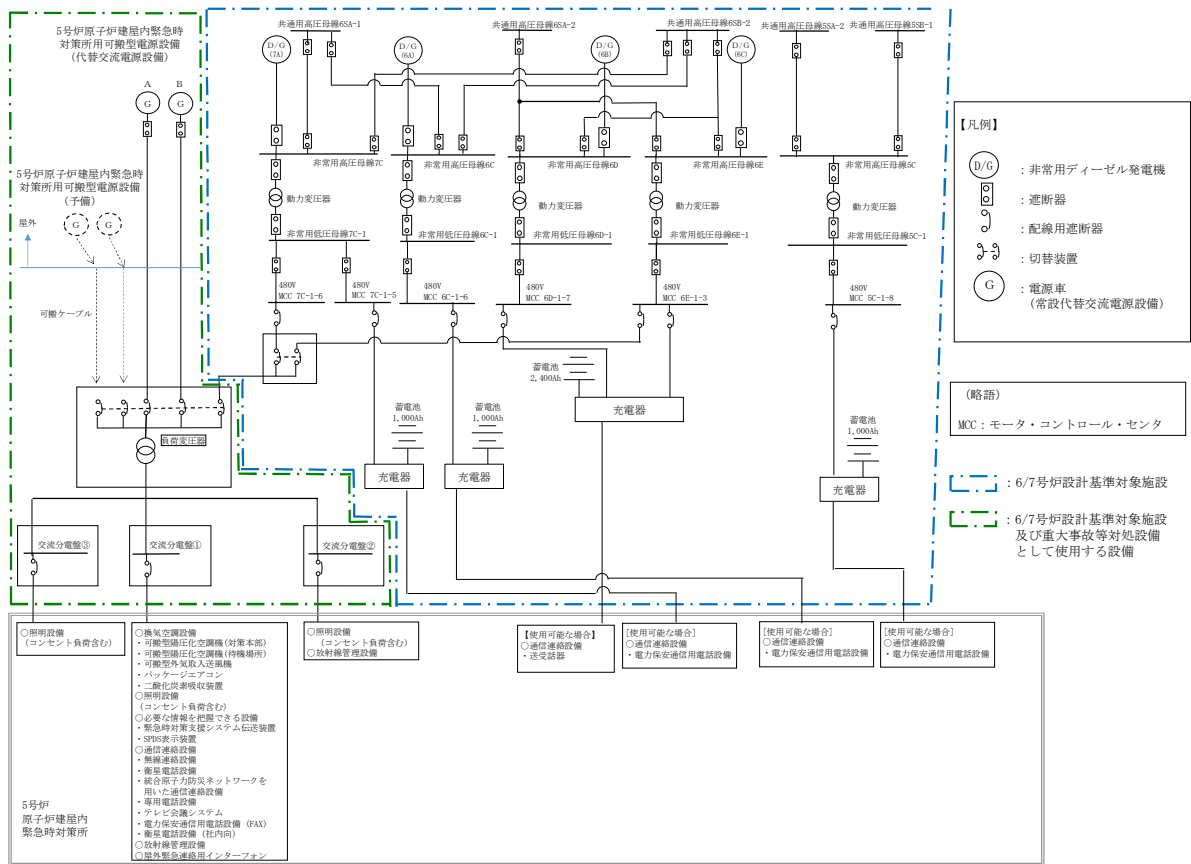 5号炉原子炉建屋内緊急時
対策所用可搬型電源設備
(代替交流電源設備)
A
B
G
G
5号炉原子炉建屋内緊急時
対策所用可搬型電源設備
(予備)
G
G
屋外
可搬ケーブル
負荷変圧器
交流分電盤③
交流分電盤①
交流分電盤②
共通用高圧母線6SA-1
共通用高圧母線6SA-2
共通用高圧母線6SB-2
共通用高圧母線5SA-2
共通用高圧母線5SB-1
D/G
(7A)
D/G
(6A)
D/G
(6B)
D/G
(6C)
非常用高圧母線7C
非常用高圧母線6C
非常用高圧母線6D
非常用高圧母線6E
非常用高圧母線5C
動力変圧器
動力変圧器
動力変圧器
動力変圧器
動力変圧器
非常用低圧母線7C-1
非常用低圧母線6C-1
非常用低圧母線6D-1
非常用低圧母線6E-1
非常用低圧母線5C-1
480V
MCC 7C-1-6
480V
MCC 7C-1-5
480V
MCC 6C-1-6
480V
MCC 6D-1-7
480V
MCC 6E-1-3
480V
MCC 5C-1-8
蓄電池
2,400Ah
充電器
蓄電池
1,000Ah
充電器
蓄電池
1,000Ah
充電器
蓄電池
1,000Ah
充電器
【凡例】
D/G
：非常用ディーゼル発電機
：遮断器
：配線用遮断器
：切替装置
G
：電源車
(常設代替交流電源設備)
(略語)
MCC：モータ・コントロール・センタ
：6/7号炉設計基準対象施設
：6/7号炉設計基準対象施設
及び重大事故等対処設備
として使用する設備
○照明設備
(コンセント負荷含む)
○換気空調設備
・可搬型陽圧化空調機(対策本部)
・可搬型陽圧化空調機(待機場所)
・可搬型外気取入送風機
・パッケージエアコン
・二酸化炭素吸収装置
○照明設備
(コンセント負荷含む)
○必要な情報を把握できる設備
・緊急時対策支援システム伝送装置
・SPDS表示装置
○通信連絡設備
・無線連絡設備
・衛星電話設備
・統合原子力防災ネットワークを
用いた通信連絡設備
・専用電話設備
・テレビ会議システム
・電力保安通信用電話設備(FAX)
・衛星電話設備(社内向)
○放射線管理設備
○屋外緊急連絡用インターフォン
○照明設備
(コンセント負荷含む)
○放射線管理設備
【使用可能な場合】
○通信連絡設備
・送受話器
[使用可能な場合]
○通信連絡設備
・電力保安通信用電話設備
[使用可能な場合]
○通信連絡設備
・電力保安通信用電話設備
[使用可能な場合]
○通信連絡設備
・電力保安通信用電話設備
5号炉
原子炉建屋内
緊急時対策所